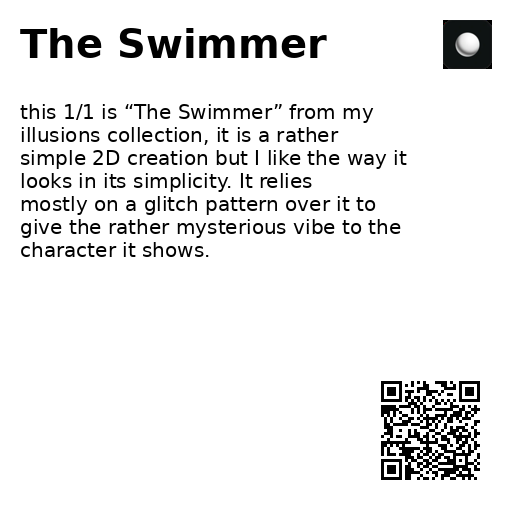 The Swimmer
this 1/1 is “The Swimmer” from my
illusions collection, it is a rather
simple 2D creation but I like the way it
looks in its simplicity. It relies
mostly on a glitch pattern over it to
give the rather mysterious vibe to the
character it shows.